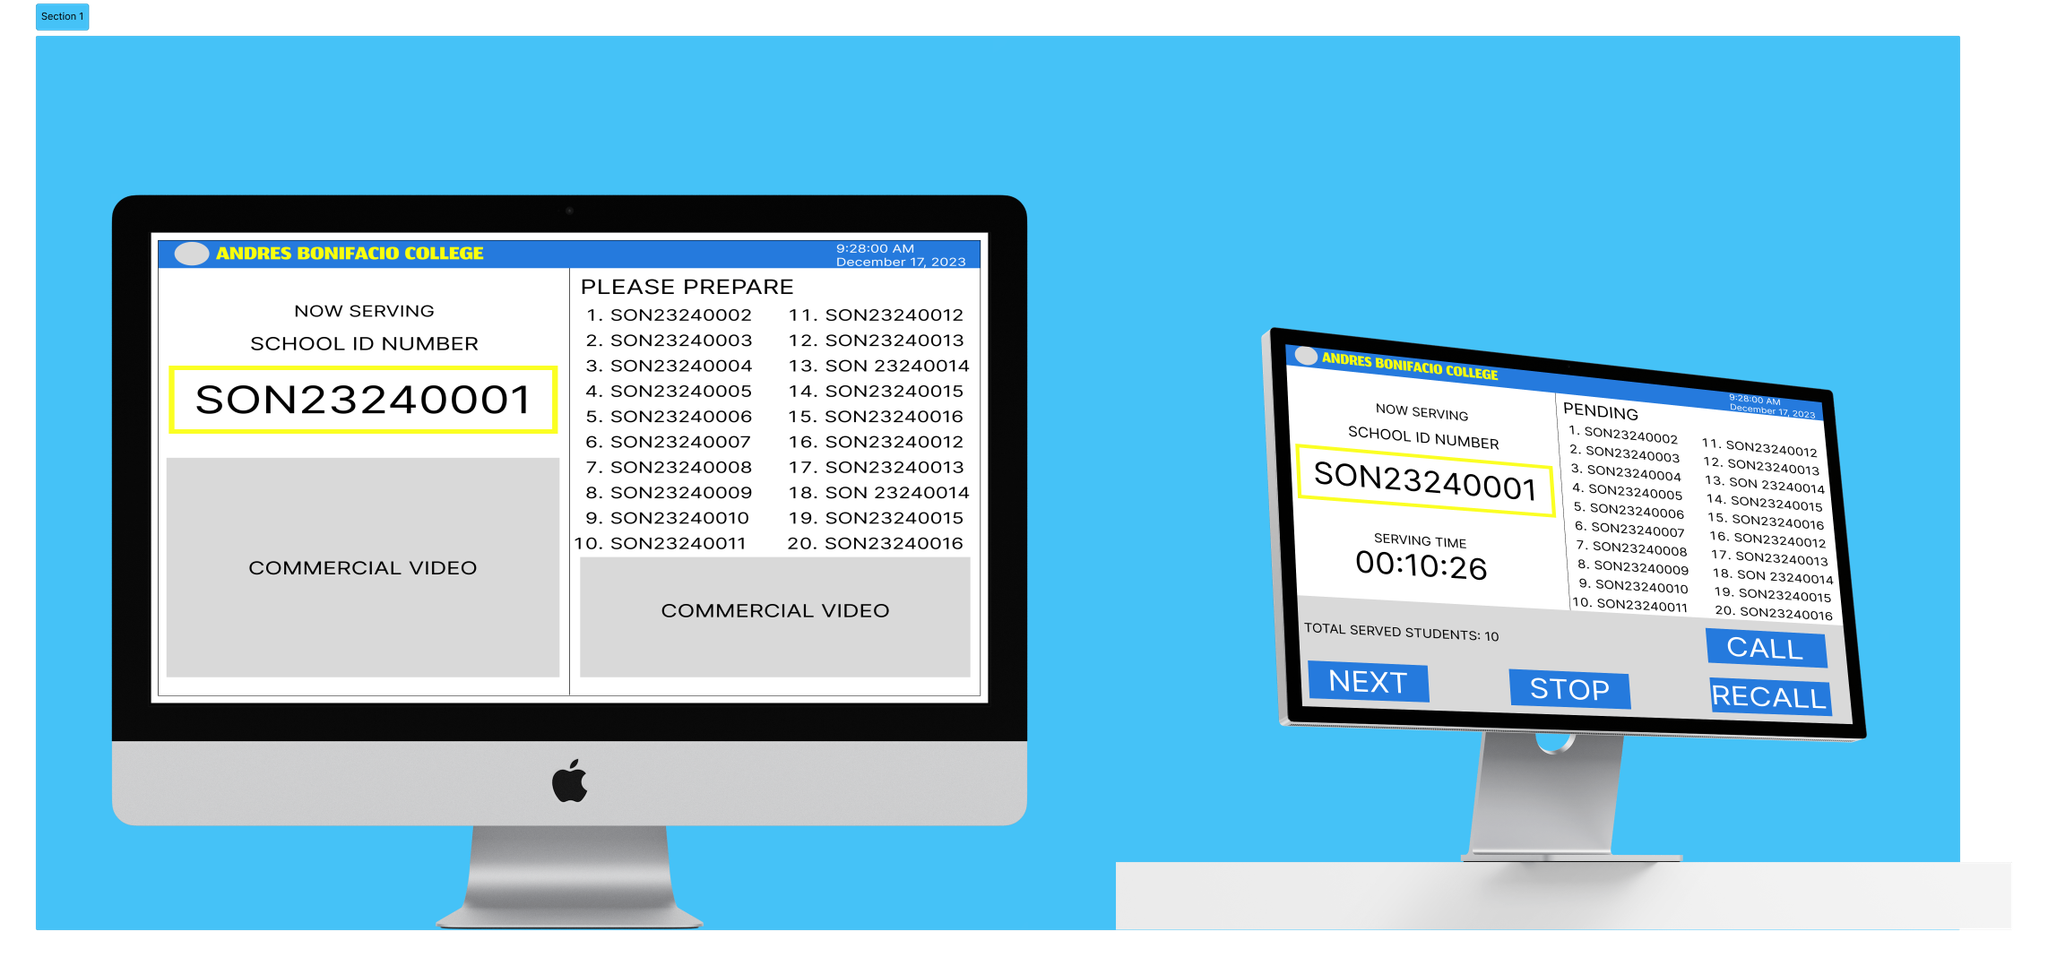 Section 1
ANDRES BONIFACIO COLLEGE
9:28:00 AM
December 17, 2023
NOW SERVING
SCHOOL ID NUMBER
SON23240001
COMMERCIAL VIDEO
PLEASE PREPARE
1. SON23240002
2. SON23240003
3. SON23240004
4. SON23240005
5. SON23240006
6. SON23240007
7. SON23240008
8. SON23240009
9. SON23240010
10. SON23240011
11. SON23240012
12. SON23240013
13. SON 23240014
14. SON23240015
15. SON23240016
16. SON23240012
17. SON23240013
18. SON 23240014
19. SON23240015
20. SON23240016
COMMERCIAL VIDEO
ANDRES BONIFACIO COLLEGE
9:28:00 AM
December 17, 2023
NOW SERVING
SCHOOL ID NUMBER
SON23240001
SERVING TIME
00:10:26
PENDING
1. SON23240002
2. SON23240003
3. SON23240004
4. SON23240005
5. SON23240006
6. SON23240007
7. SON23240008
8. SON23240009
9. SON23240010
10. SON23240011
11. SON23240012
12. SON23240013
13. SON 23240014
14. SON23240015
15. SON23240016
16. SON23240012
17. SON23240013
18. SON 23240014
19. SON23240015
20. SON23240016
TOTAL SERVED STUDENTS: 10
CALL
NEXT
STOP
RECALL